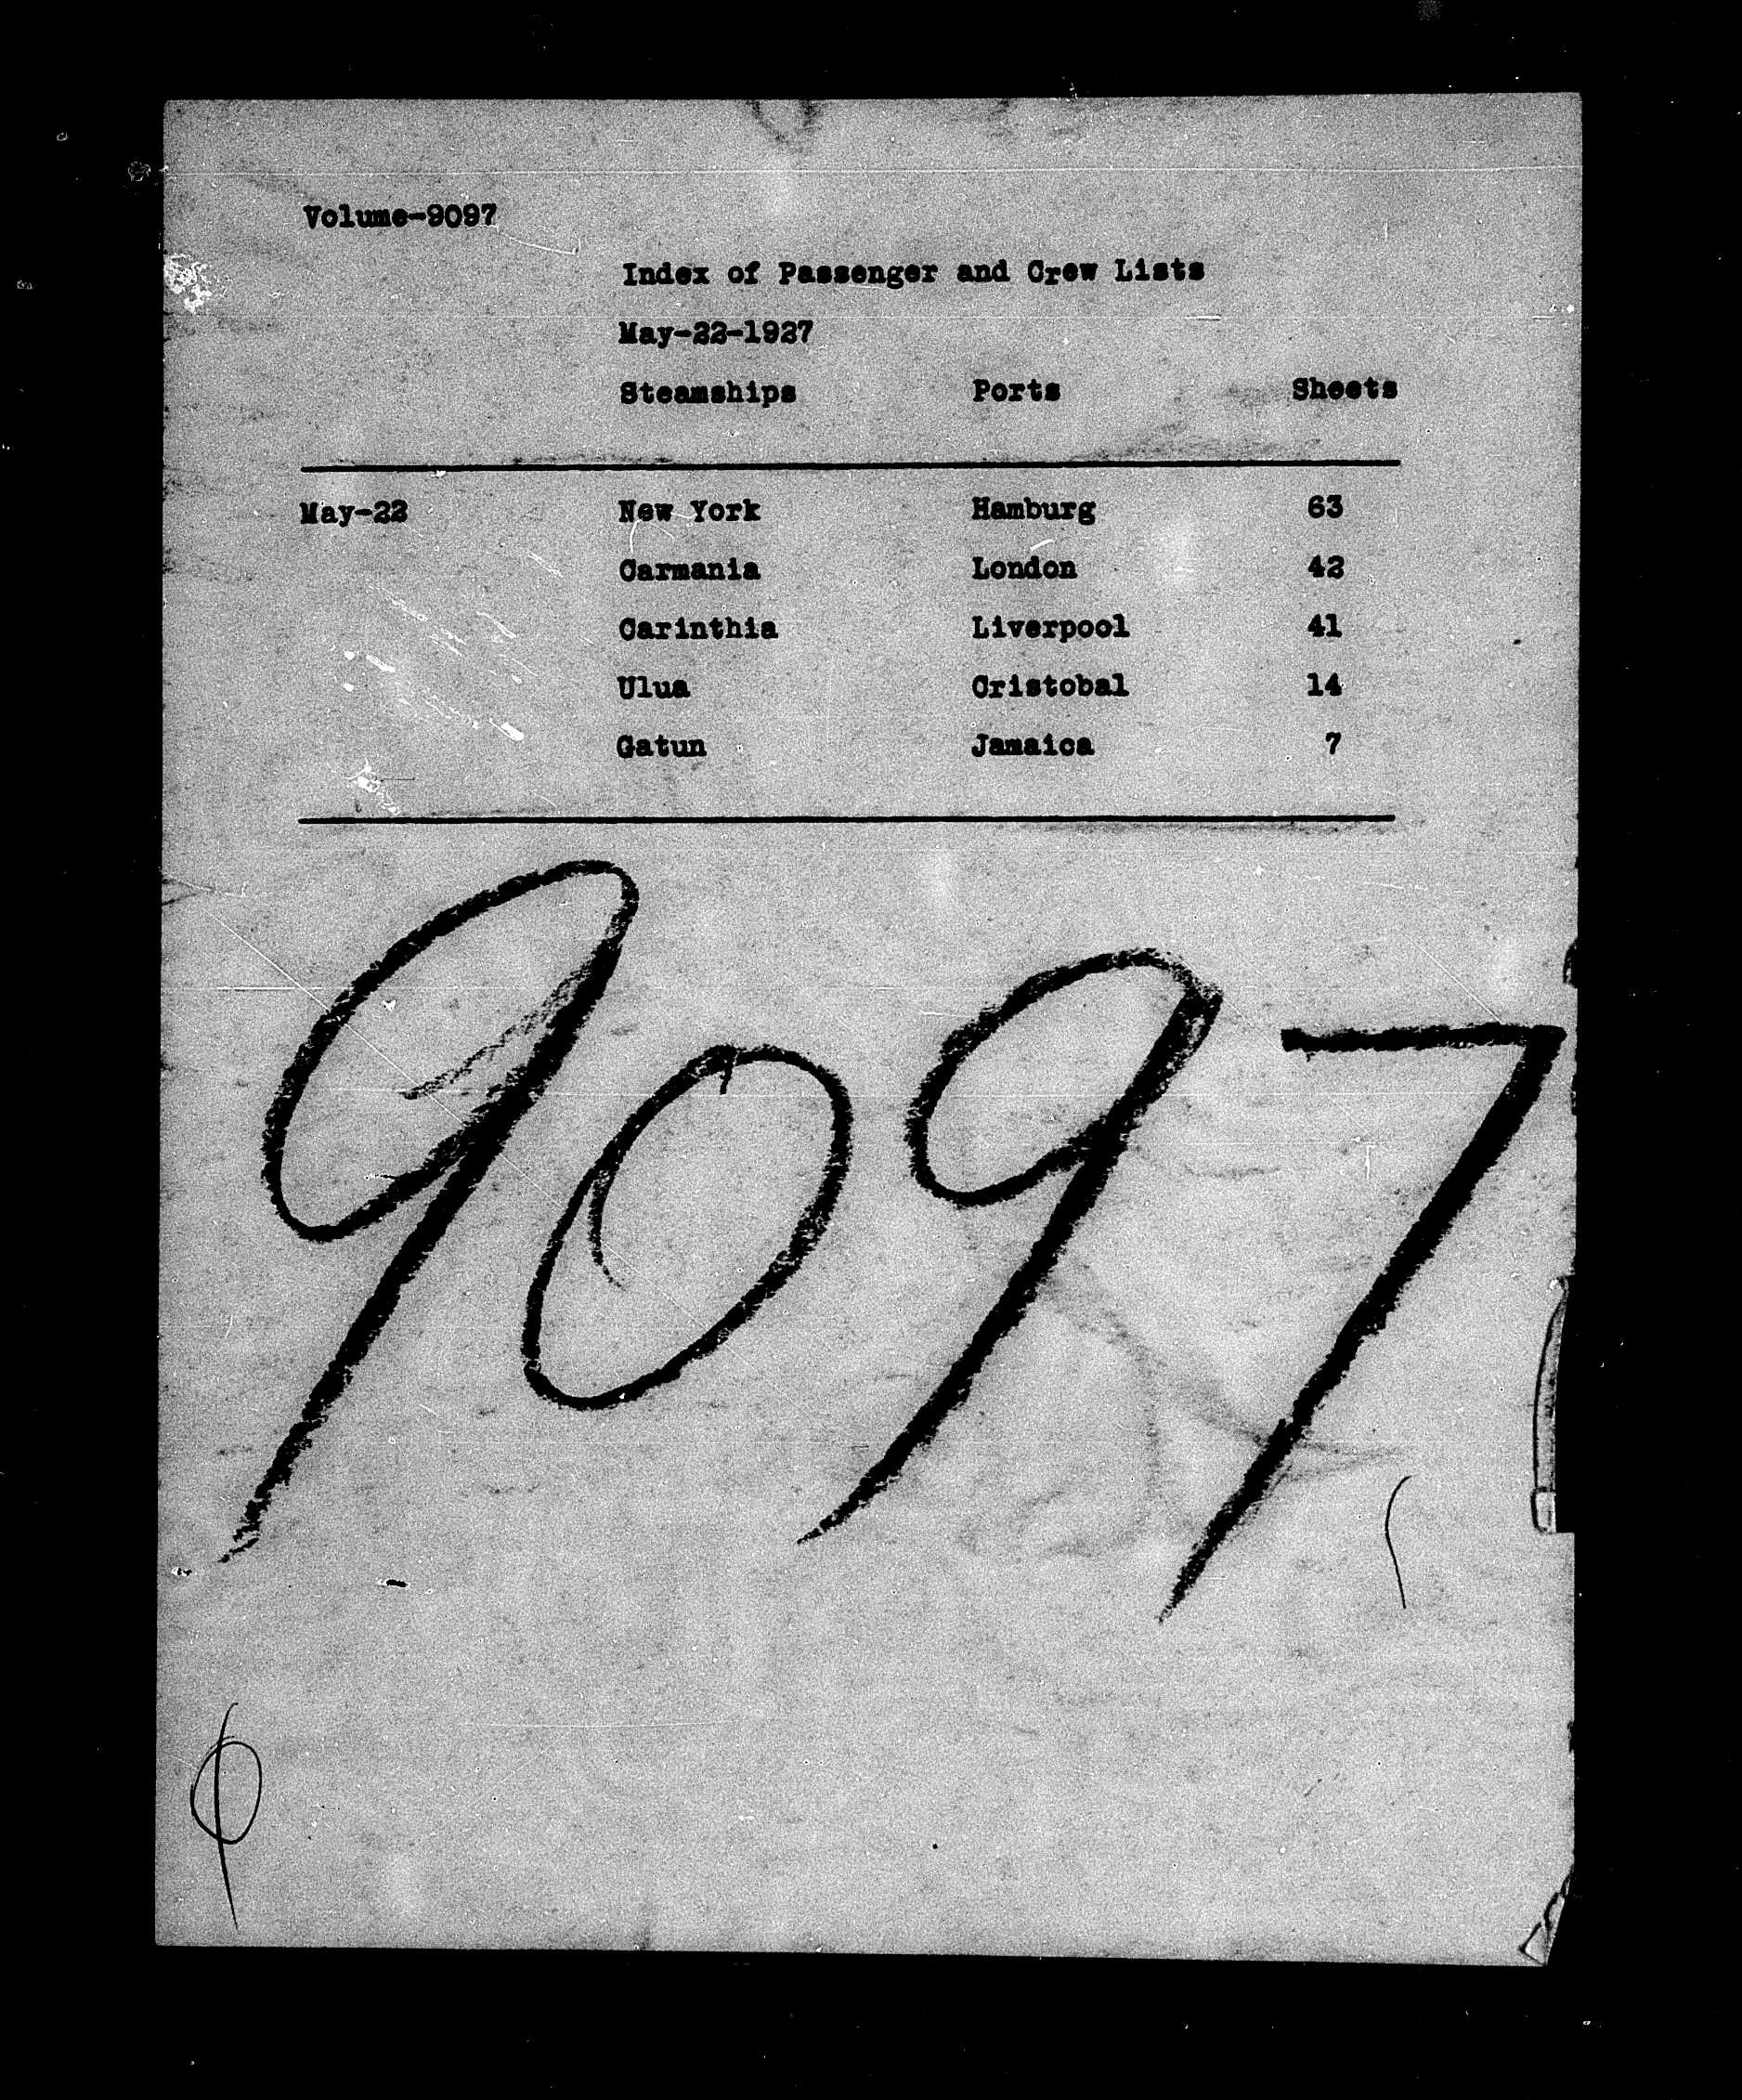 Volume-9097
Index of Passenger and Crew Lists
May-22-1927
Steamships Ports Sheets
May-22 New York Hamburg 63
Carmania London 42
Carinthia Liverpool 41
Ulua Cristobal 14
Gatun Jamaica 7
9097